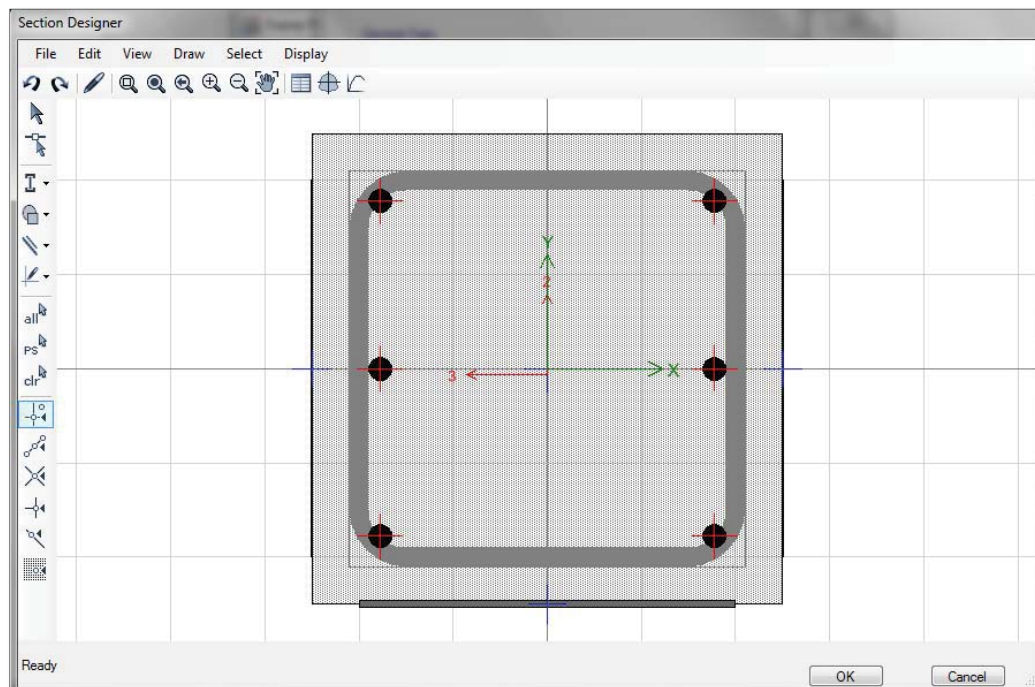 Section Designer
File Edit View Draw Select Display
all
PS
clr
Y
2
3
X
Ready
OK Cancel